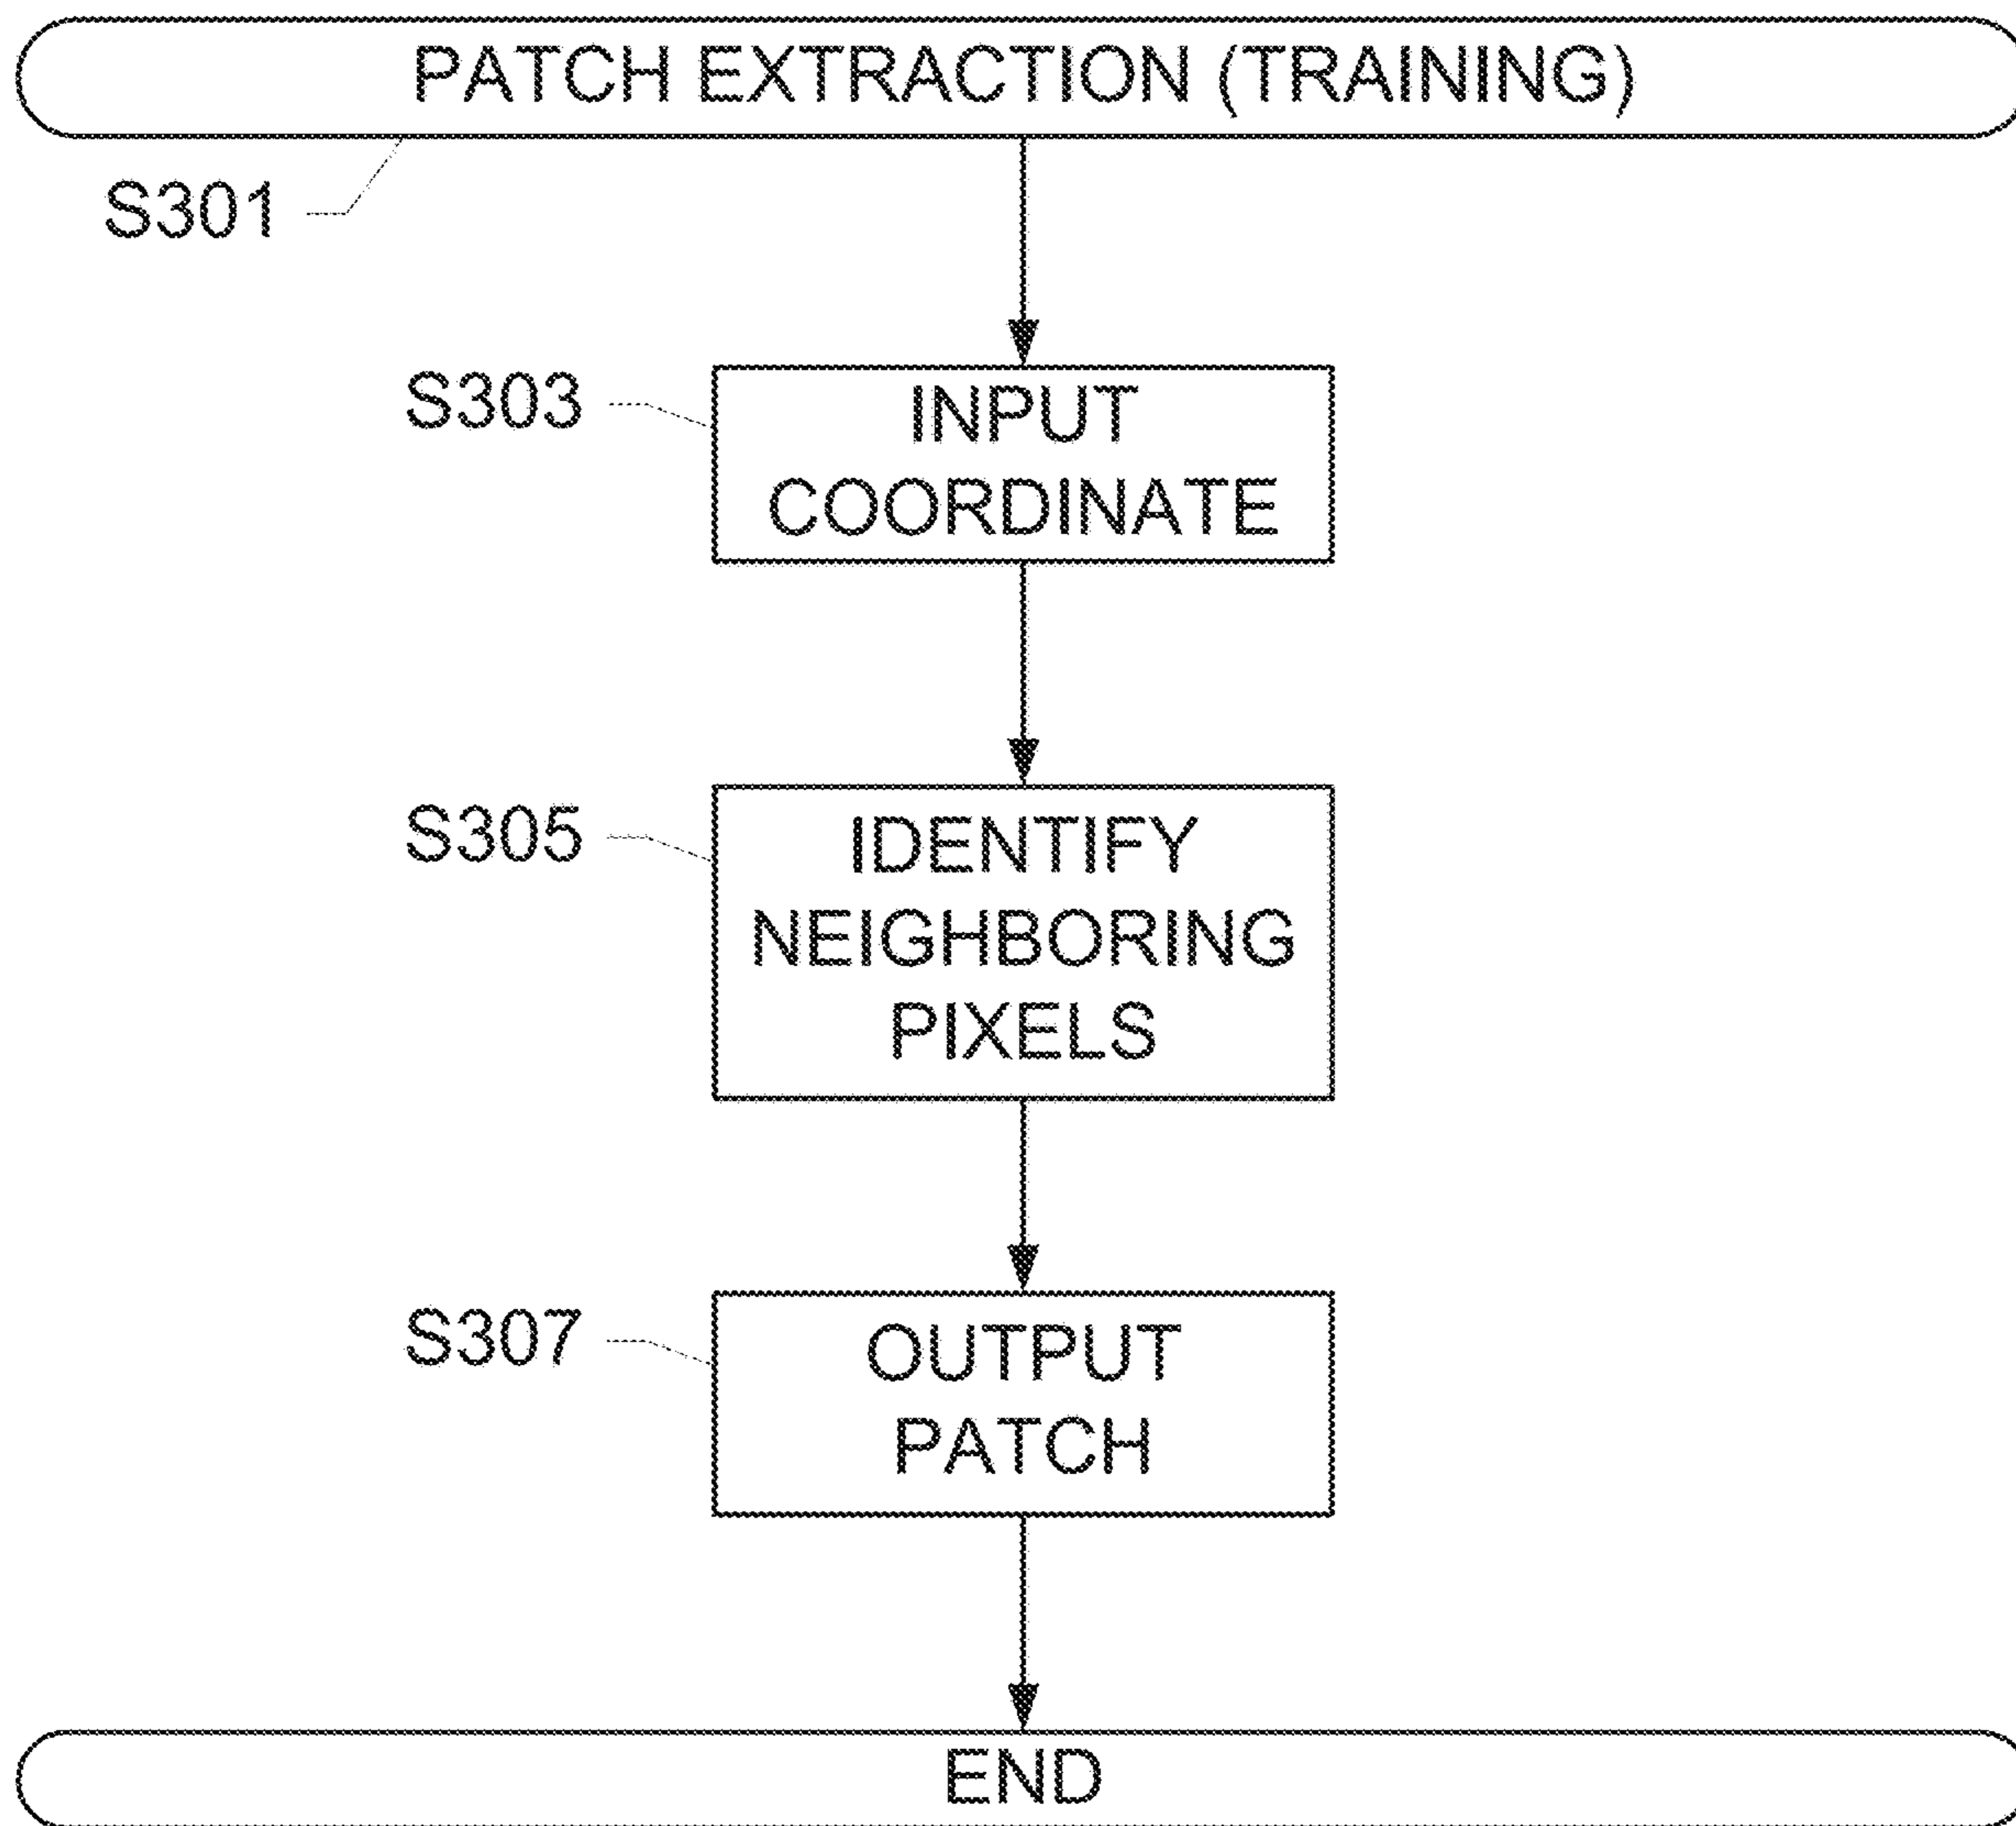 PATCH EXTRACTION (TRAINING)
S301
S303
INPUT
COORDINATE
S305
IDENTIFY
NEIGHBORING
PIXELS
S307
OUTPUT
PATCH
END